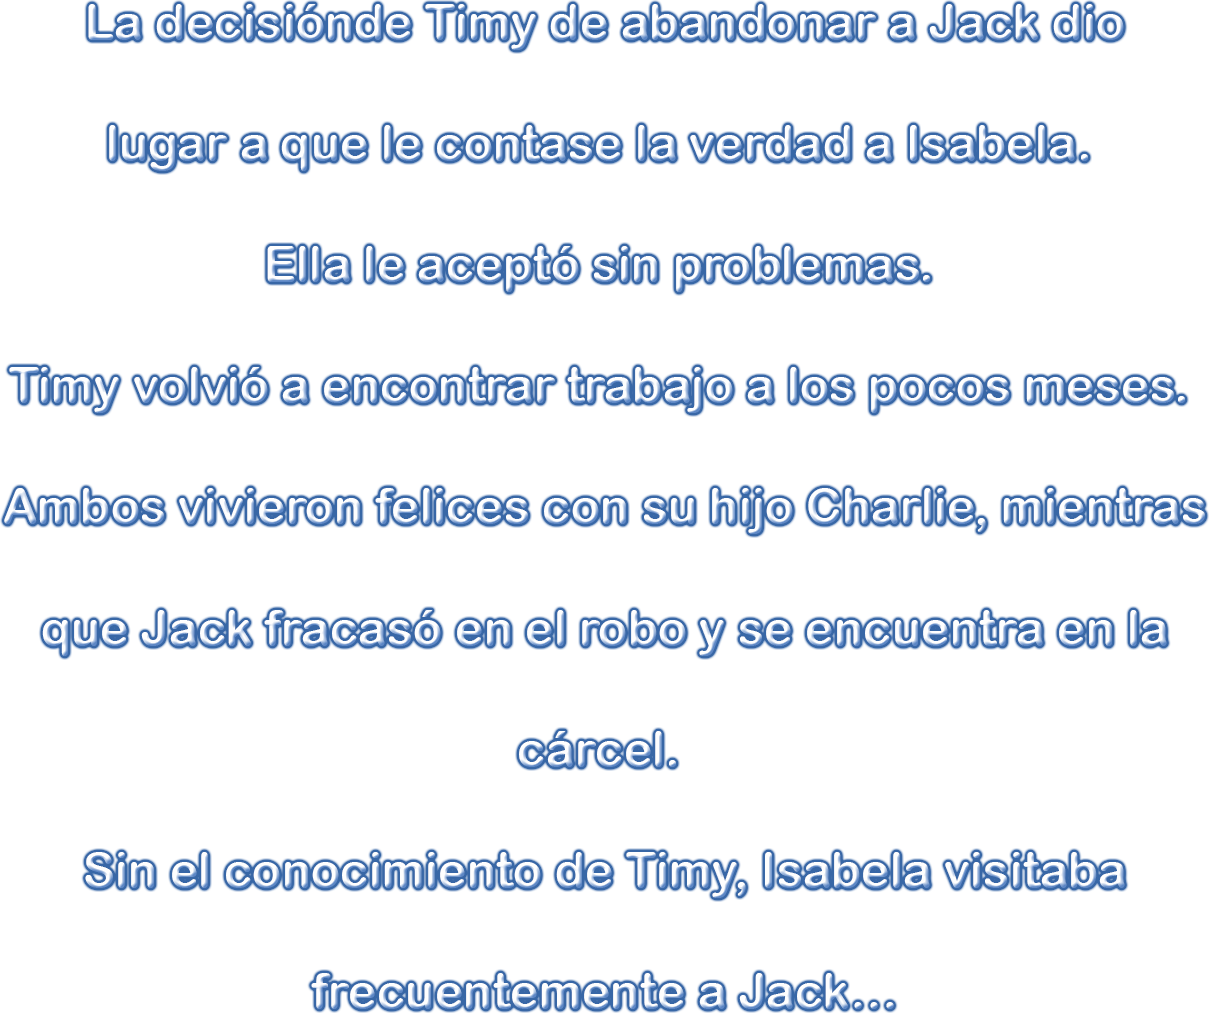 La decisiónde Timy de abandonar a Jack dio
lugar a que le contase la verdad a Isabela.
Ella le aceptó sin problemas.
Timy volvió a encontrar trabajo a los pocos meses.
Ambos vivieron felices con su hijo Charlie, mientras
que Jack fracasó en el robo y se encuentra en la
cárcel.
Sin el conocimiento de Timy, Isabela visitaba
frecuentemente a Jack...